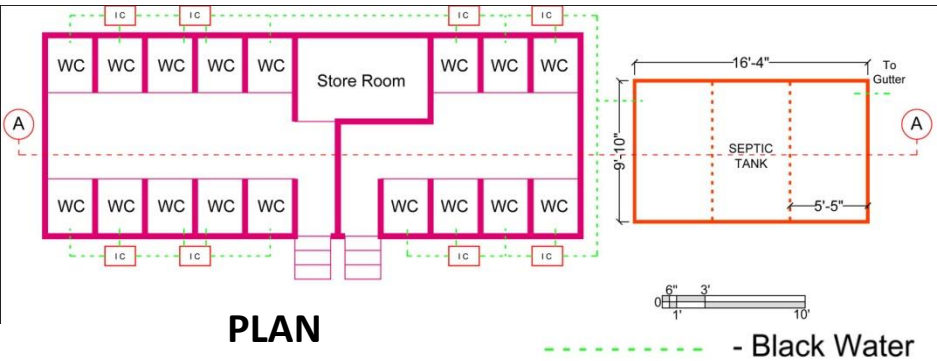 IC
IC
IC
IC
WC
WC
WC
WC
WC
Store Room
WC
WC
WC
16'-4"
To
Gutter
A
9'-10"
SEPTIC
TANK
A
WC
WC
WC
WC
WC
WC
WC
WC
WC
5'-5"
IC
IC
IC
IC
0
6"
1'
3'
10'
PLAN
- Black Water